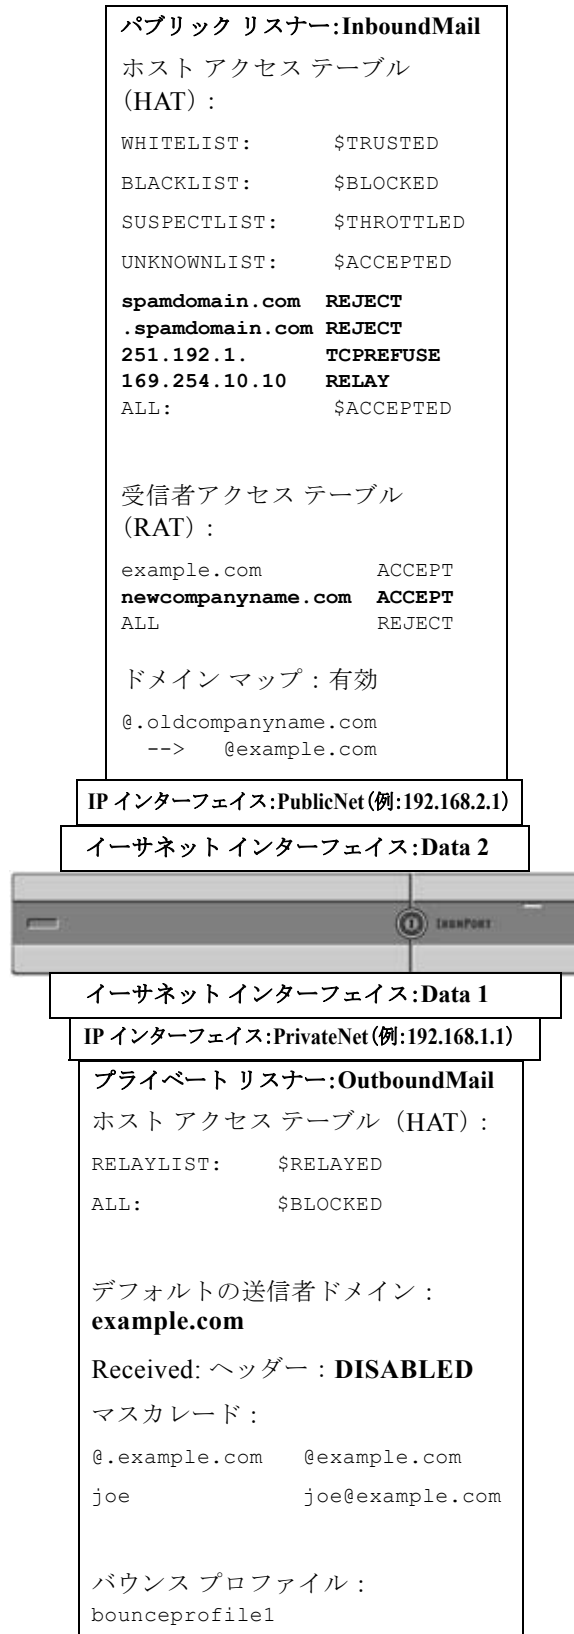 パブリック リスナー:InboundMail
ホスト アクセス テーブル
（HAT）:
WHITELIST: $TRUSTED
BLACKLIST: $BLOCKED
SUSPECTLIST: $THROTTLED
UNKNOWNLIST: $ACCEPTED
spamdomain.com REJECT
.spamdomain.com REJECT
251.192.1. TCPREFUSE
169.254.10.10 RELAY
ALL: $ACCEPTED
受信者アクセス テーブル
（RAT）:
example.com ACCEPT
newcompanyname.com ACCEPT
ALL REJECT
ドメイン マップ：有効
@.oldcompanyname.com
--> @example.com
IP インターフェイス:PublicNet（例:192.168.2.1）
イーサネット インターフェイス:Data 2
IRONPORT
イーサネット インターフェイス:Data 1
IP インターフェイス:PrivateNet（例:192.168.1.1）
プライベート リスナー:OutboundMail
ホスト アクセス テーブル（HAT）:
RELAYLIST: $RELAYED
ALL: $BLOCKED
デフォルトの送信者ドメイン：
example.com
Received: ヘッダー：DISABLED
マスカレード：
@.example.com @example.com
joe joe@example.com
バウンス プロファイル：
bounceprofile1